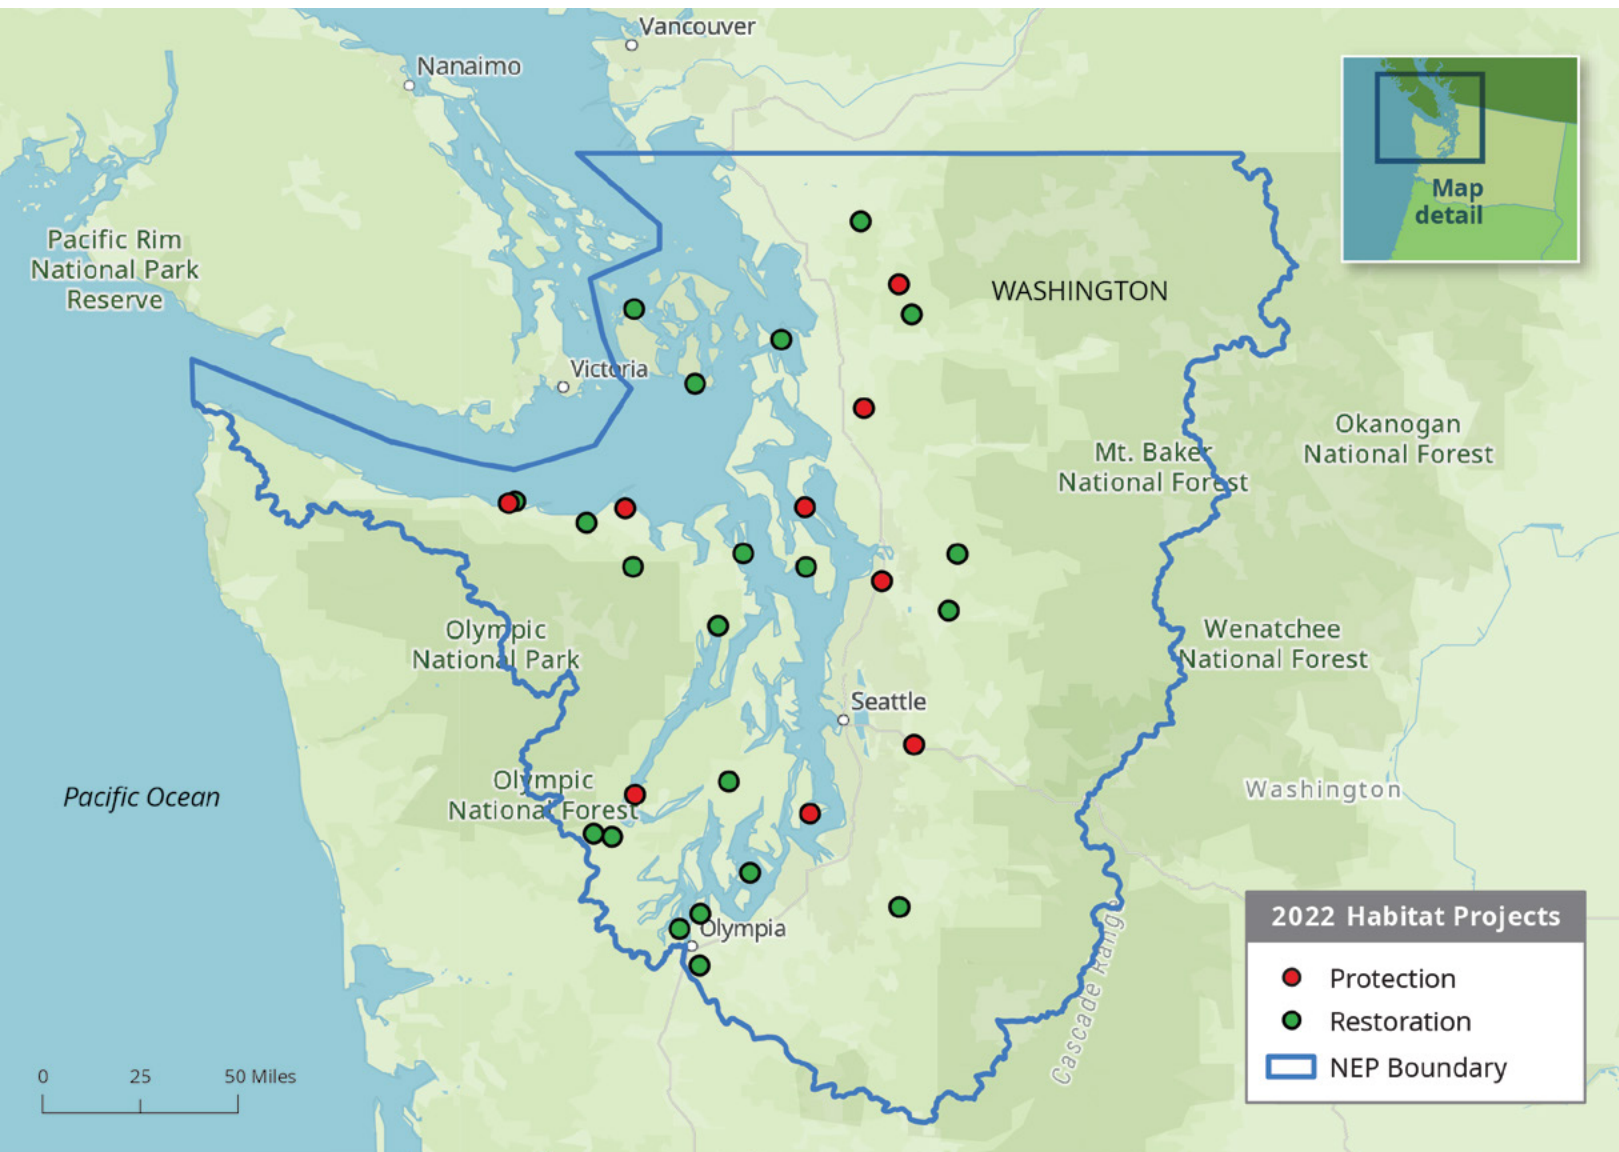 Vancouver
Nanaimo
Map
detail
Pacific Rim
National Park
Reserve
WASHINGTON
Victoria
Okanogan
National Forest
Mt. Baker
National Forest
Olympic
National Park
Wenatchee
National Forest
Seattle
Olympic
National Forest
Pacific Ocean
Washington
Olympia
Cascade Range
2022 Habitat Projects
Protection
Restoration
NEP Boundary
0 25 50 Miles